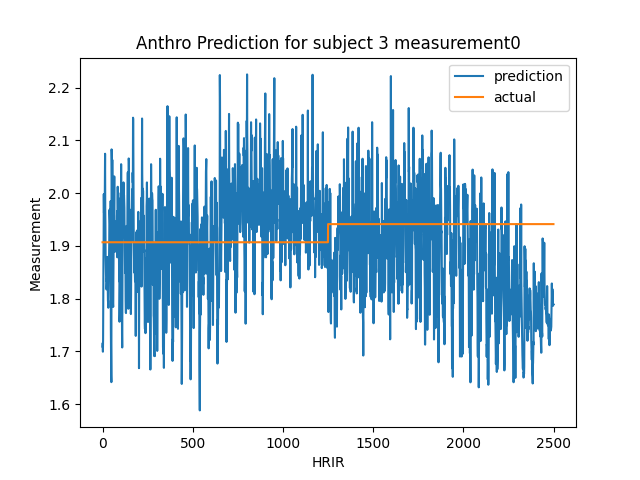 Anthro Prediction for subject 3 measurement0
prediction
actual
Measurement
2.2
2.1
2.0
1.9
1.8
1.7
1.6
0 500 1000 1500 2000 2500
HRIR